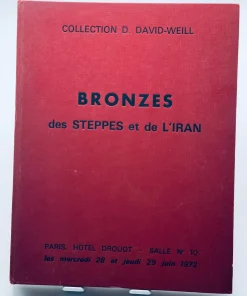 COLLECTION D. DAVID-WEILL
BRONZES
des STEPPES et de L'IRAN
PARIS, HOTEL DROUOT, SALLE N° 10
les mercredi 28 et jeudi 29 juin 1972